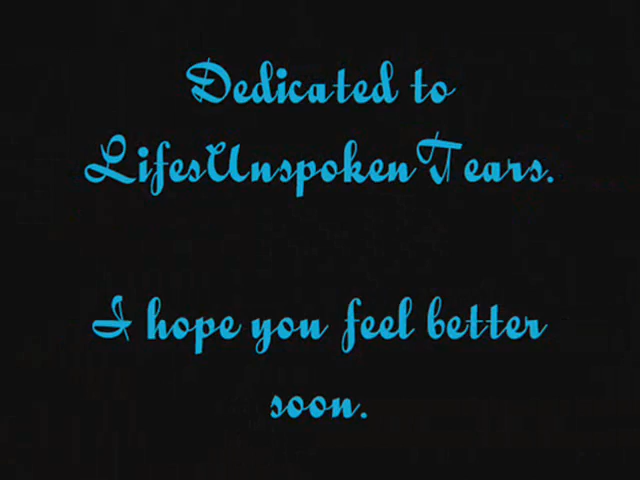 Dedicated to
LifesUnspokenTears.
I hope you feel better
soon.